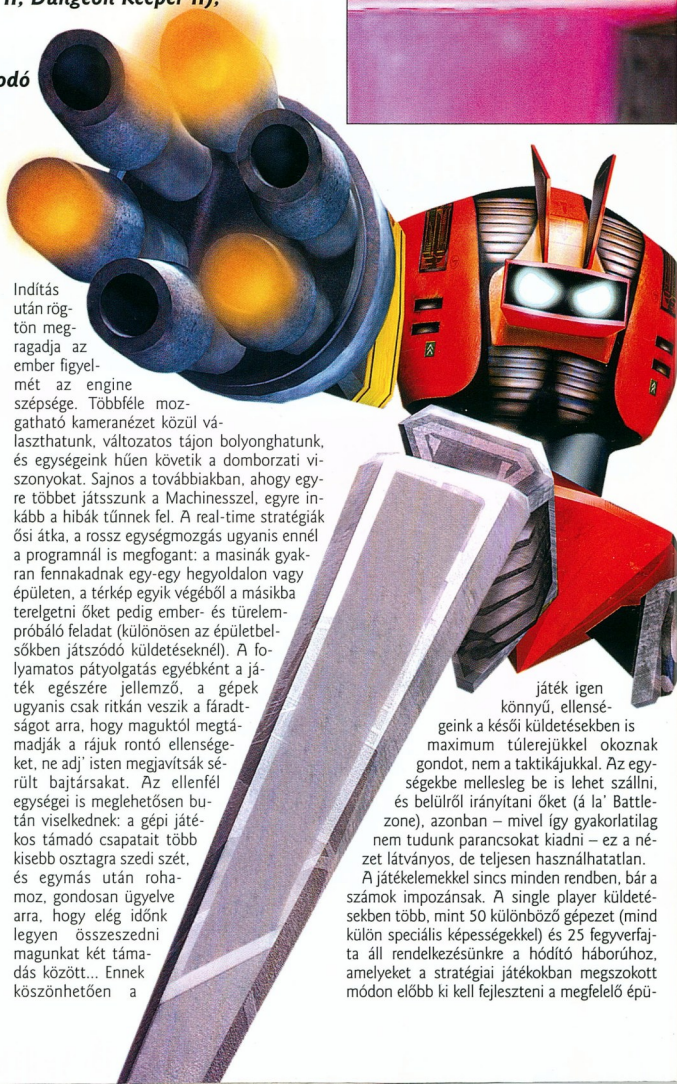 II, Dungeon Keeper II),
odó
Indítás
után rög-
tön meg-
ragadja az
ember figyel-
mét az engine
szépsége. Többféle moz-
gatható kameranézet közül vá-
laszthatunk, változatos tájon bolyonghatunk,
és egységeink hűen követik a domborzati vi-
szonyokat. Sajnos a továbbiakban, ahogy egy-
re többet játsszunk a Machinesszel, egyre in-
kább a hibák tűnnek fel. A real-time stratégiák
ősi átka, a rossz egységmozgás ugyanis ennél
a programnál is megfogant: a masinák gyak-
ran fennakadnak egy-egy hegyoldalon vagy
épületen, a térkép egyik végéből a másikba
terelgetni őket pedig ember- és türelem-
próbáló feladat (különösen az épületbel-
sőkben játszódó küldetéseknél). A fo-
lyamatos pátyolgatás egyébként a já-
ték egészére jellemző, a gépek
ugyanis csak ritkán veszik a fáradt-
ságot arra, hogy maguktól megtá-
madják a rájuk rontó ellensége-
ket, ne adj' isten megjavítsák sé-
rült bajtársakat. Az ellenfél
egységei is meglehetősen bu-
tán viselkednek: a gépi játé-
kos támadó csapatait több
kisebb osztagra szedi szét,
és egymás után roha-
moz, gondosan ügyelve
arra, hogy elég időnk
legyen összeszedni
magunkat két táma-
dás között... Ennek
köszönhetően a
játék igen
könnyű, ellensé-
geink a késői küldetésekben is
maximum túlerejükkel okoznak
gondot, nem a taktikájukkal. Az egy-
ségekbe mellesleg be is lehet szállni,
és belülről irányítani őket (á la' Battle-
zone), azonban – mivel így gyakorlatilag
nem tudunk parancsokat kiadni – ez a né-
zet látványos, de teljesen használhatatlan.
A játékelemekkel sincs minden rendben, bár a
számok impozánsak. A single player küldeté-
sekben több, mint 50 különböző gépezet (mind
külön speciális képességekkel) és 25 fegyverfaj-
ta áll rendelkezésünkre a hódító háborúhoz,
amelyeket a stratégiai játékokban megszokott
módon előbb ki kell fejleszteni a megfelelő épü-